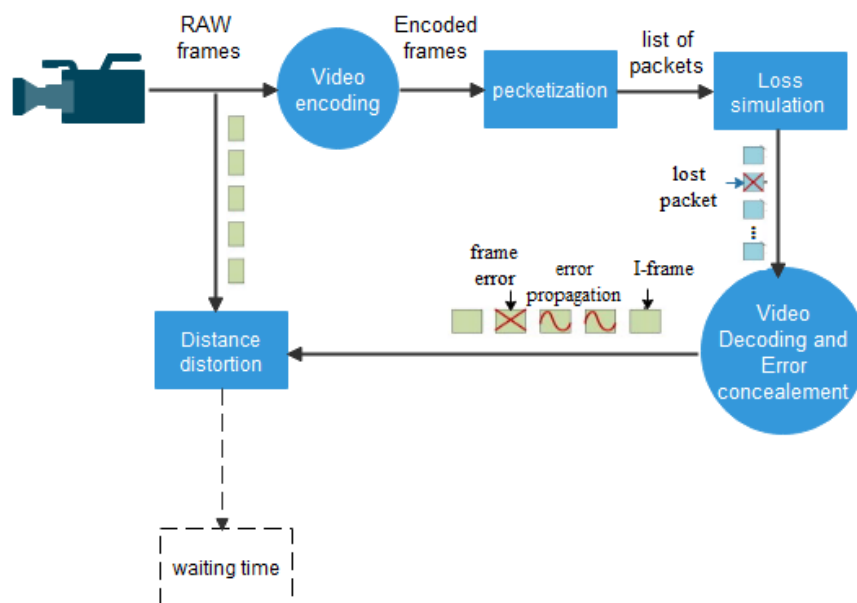 RAW
frames
Video
encoding
Encoded
frames
pecketization
list of
packets
Loss
simulation
lost
packet
frame
error
error
propagation
I-frame
Video
Decoding and
Error
concealement
Distance
distortion
waiting time